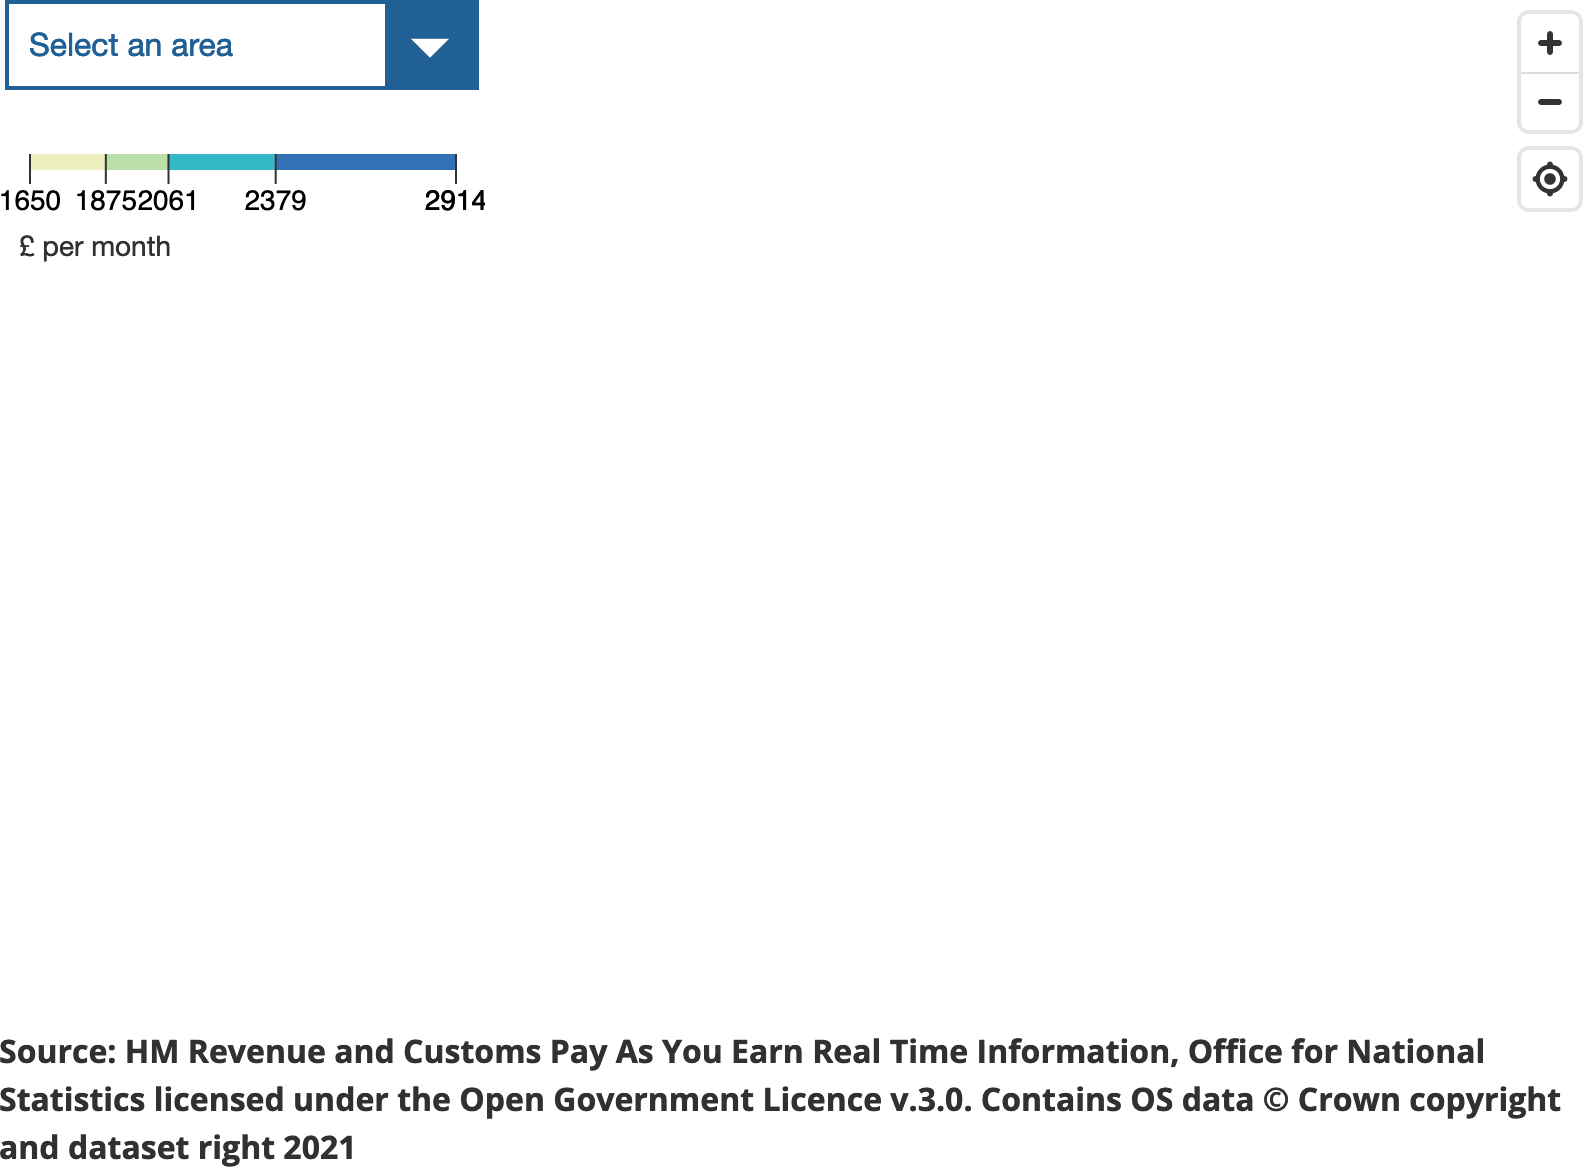 Select an area
1650 1875 2061 2379 2914
£ per month
Source: HM Revenue and Customs Pay As You Earn Real Time Information, Office for National
Statistics licensed under the Open Government Licence v.3.0. Contains OS data © Crown copyright
and dataset right 2021